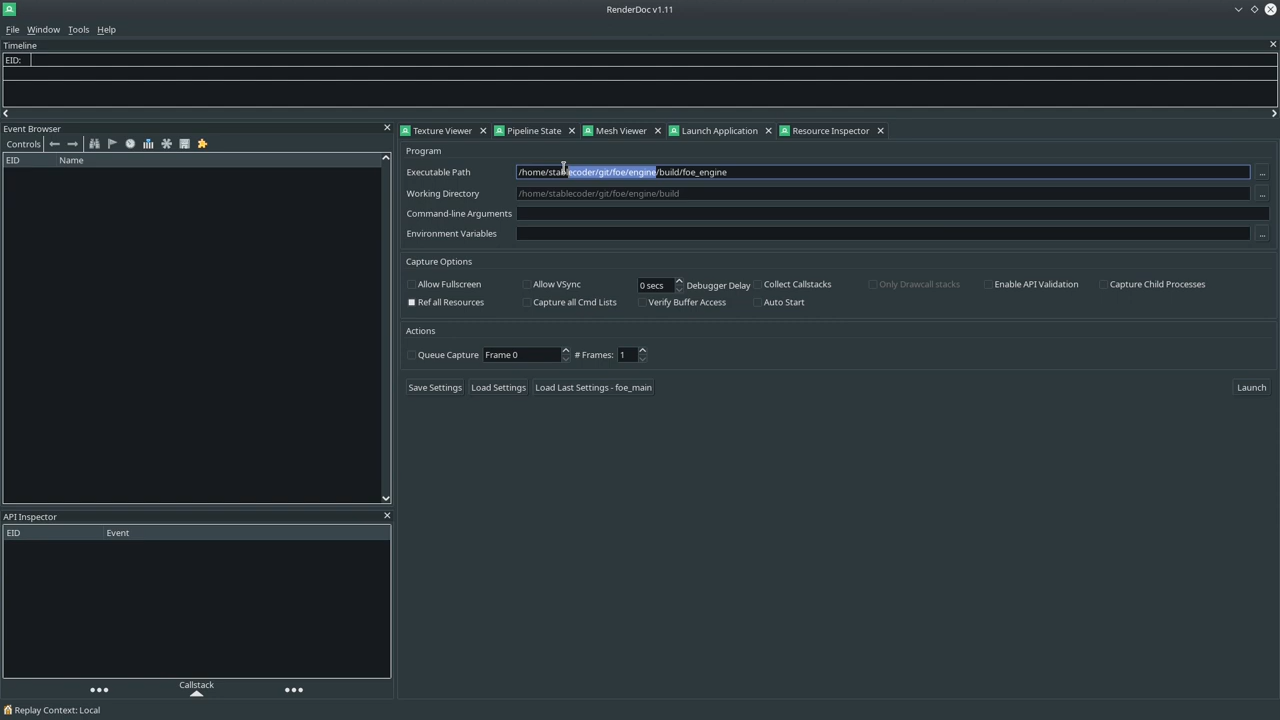 RenderDoc v1.11
File Window Tools Help
Timeline
EID:
Event Browser
Controls
EID Name
API Inspector
EID Event
Callstack
Texture Viewer Pipeline State Mesh Viewer Launch Application Resource Inspector
Program
Executable Path /home/stablecoder/git/foe/engine/build/foe_engine ...
Working Directory /home/stablecoder/git/foe/engine/build ...
Command-line Arguments
Environment Variables ...
Capture Options
Allow Fullscreen Allow VSync 0 secs Debugger Delay Collect Callstacks Only Drawcall stacks Enable API Validation Capture Child Processes
Ref all Resources Capture all Cmd Lists Verify Buffer Access Auto Start
Actions
Queue Capture Frame 0 # Frames: 1
Save Settings Load Settings Load Last Settings - foe_main Launch
Replay Context: Local